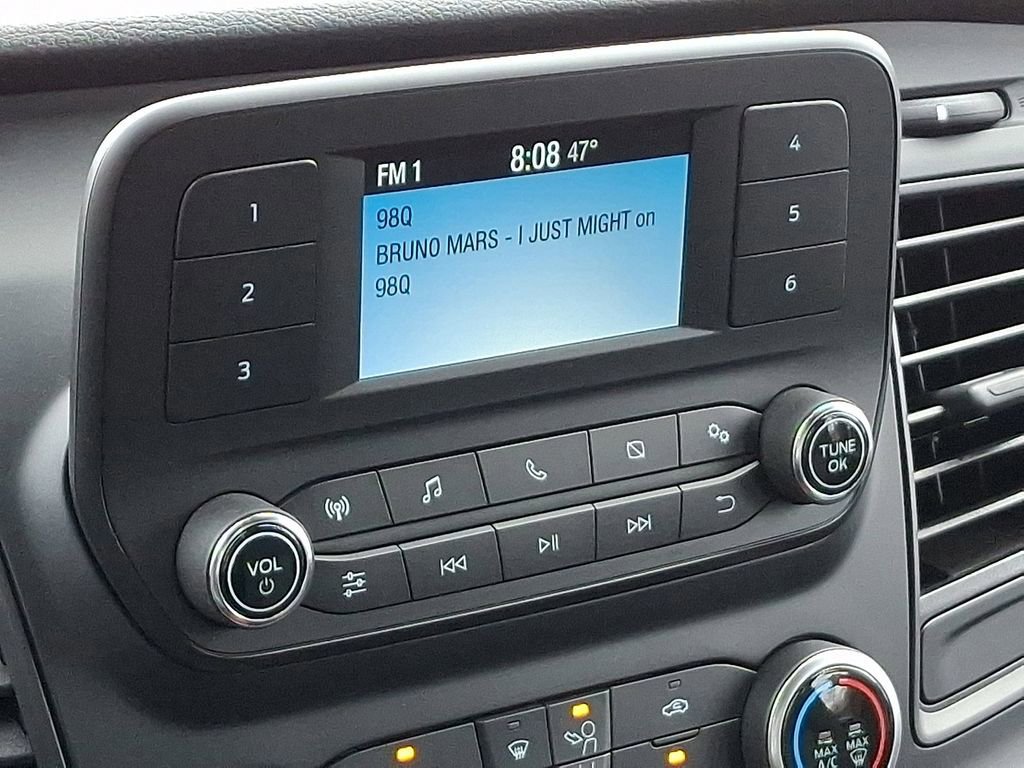 FM 1 8:08 47°
98Q
BRUNO MARS - I JUST MIGHT on
98Q
1
2
3
4
5
6
VOL
TUNE
OK
MAX
A/C
MAX